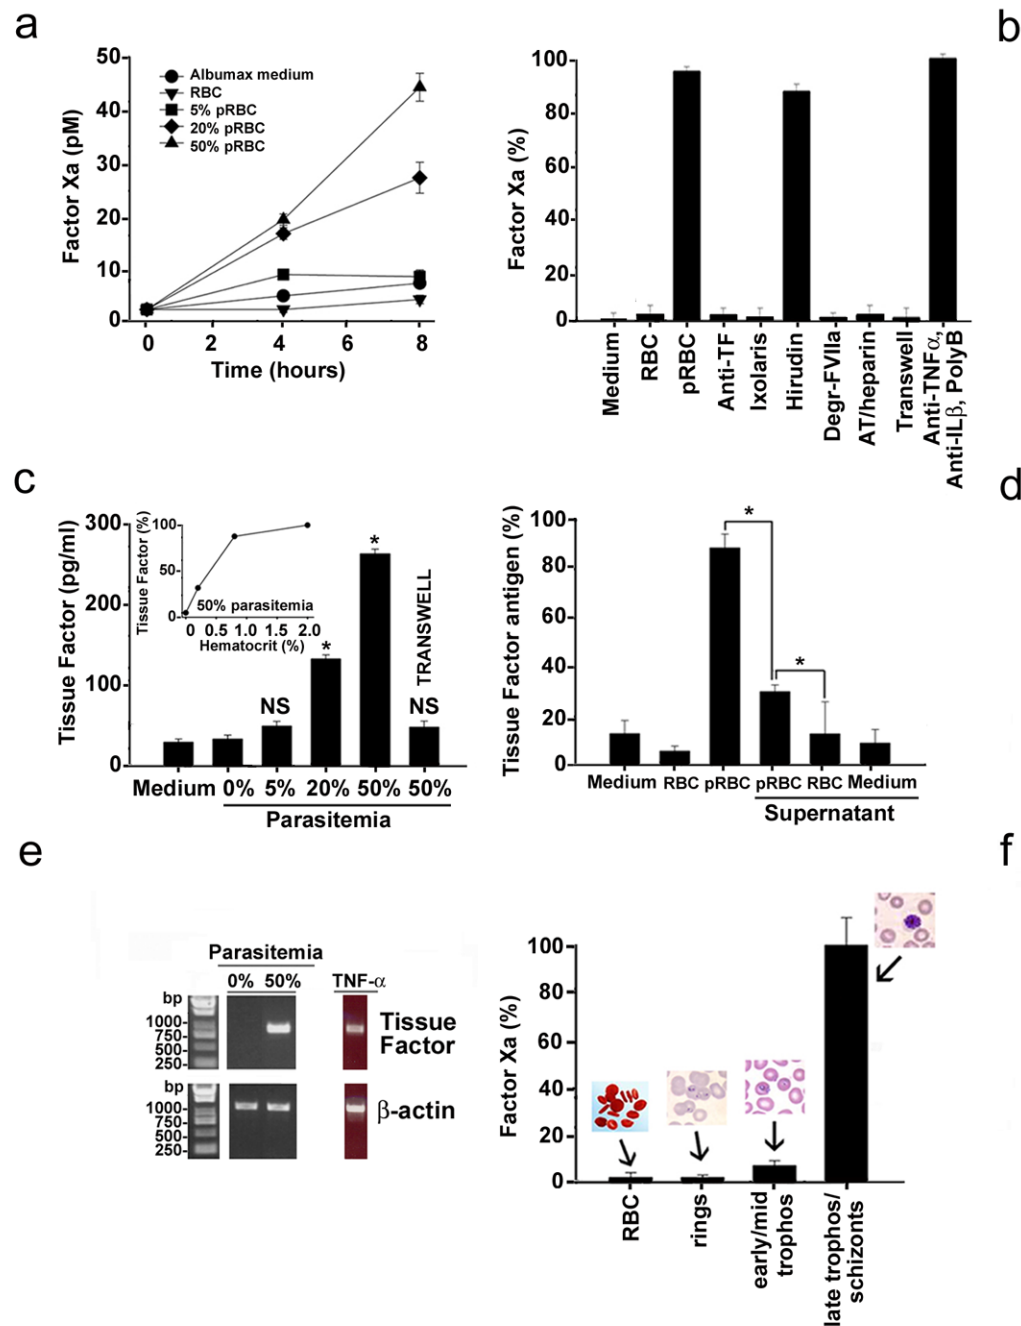 a
50
40
30
20
10
0
Factor Xa (pM)
Albumax medium
RBC
5% pRBC
20% pRBC
50% pRBC
0 2 4 6 8
Time (hours)
b
100
80
60
40
20
0
Factor Xa (%)
Medium
RBC
pRBC
Anti-TF
Ixolaris
Hirudin
Degr-FVIIa
AT/heparin
Transwell
Anti-TNFα,
Anti-ILβ, PolyB
c
300
200
100
0
Tissue Factor (pg/ml)
Tissue Factor (%)
100
50
0
50% parasitemia
0 0.5 1.0 1.5 2.0
Hematocrit (%)
NS
*
*
TRANSWELL
NS
Medium 0% 5% 20% 50% 50%
Parasitemia
d
100
80
60
40
20
0
Tissue Factor antigen (%)
*
*
Medium RBC pRBC pRBC RBC Medium
Supernatant
e
Parasitemia
0% 50% TNF-α
bp
1000-
750-
500-
250-
Tissue
Factor
bp
1000-
750-
500-
250-
β-actin
f
100
80
60
40
20
0
Factor Xa (%)
RBC
rings
early/mid
trophos
late trophos/
schizonts